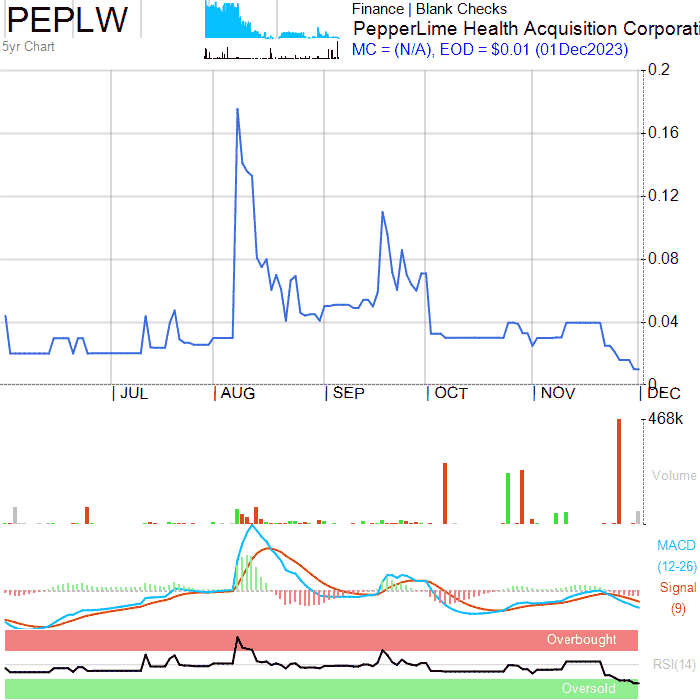 PEPLW
5yr Chart
Finance | Blank Checks
PepperLime Health Acquisition Corporati
MC = (N/A), EOD = $0.01 (01Dec2023)
0.2
0.16
0.12
0.08
0.04
0
JUL
AUG
SEP
OCT
NOV
DEC
468k
Volume
MACD
(12-26)
Signal
(9)
Overbought
RSI(14)
Oversold